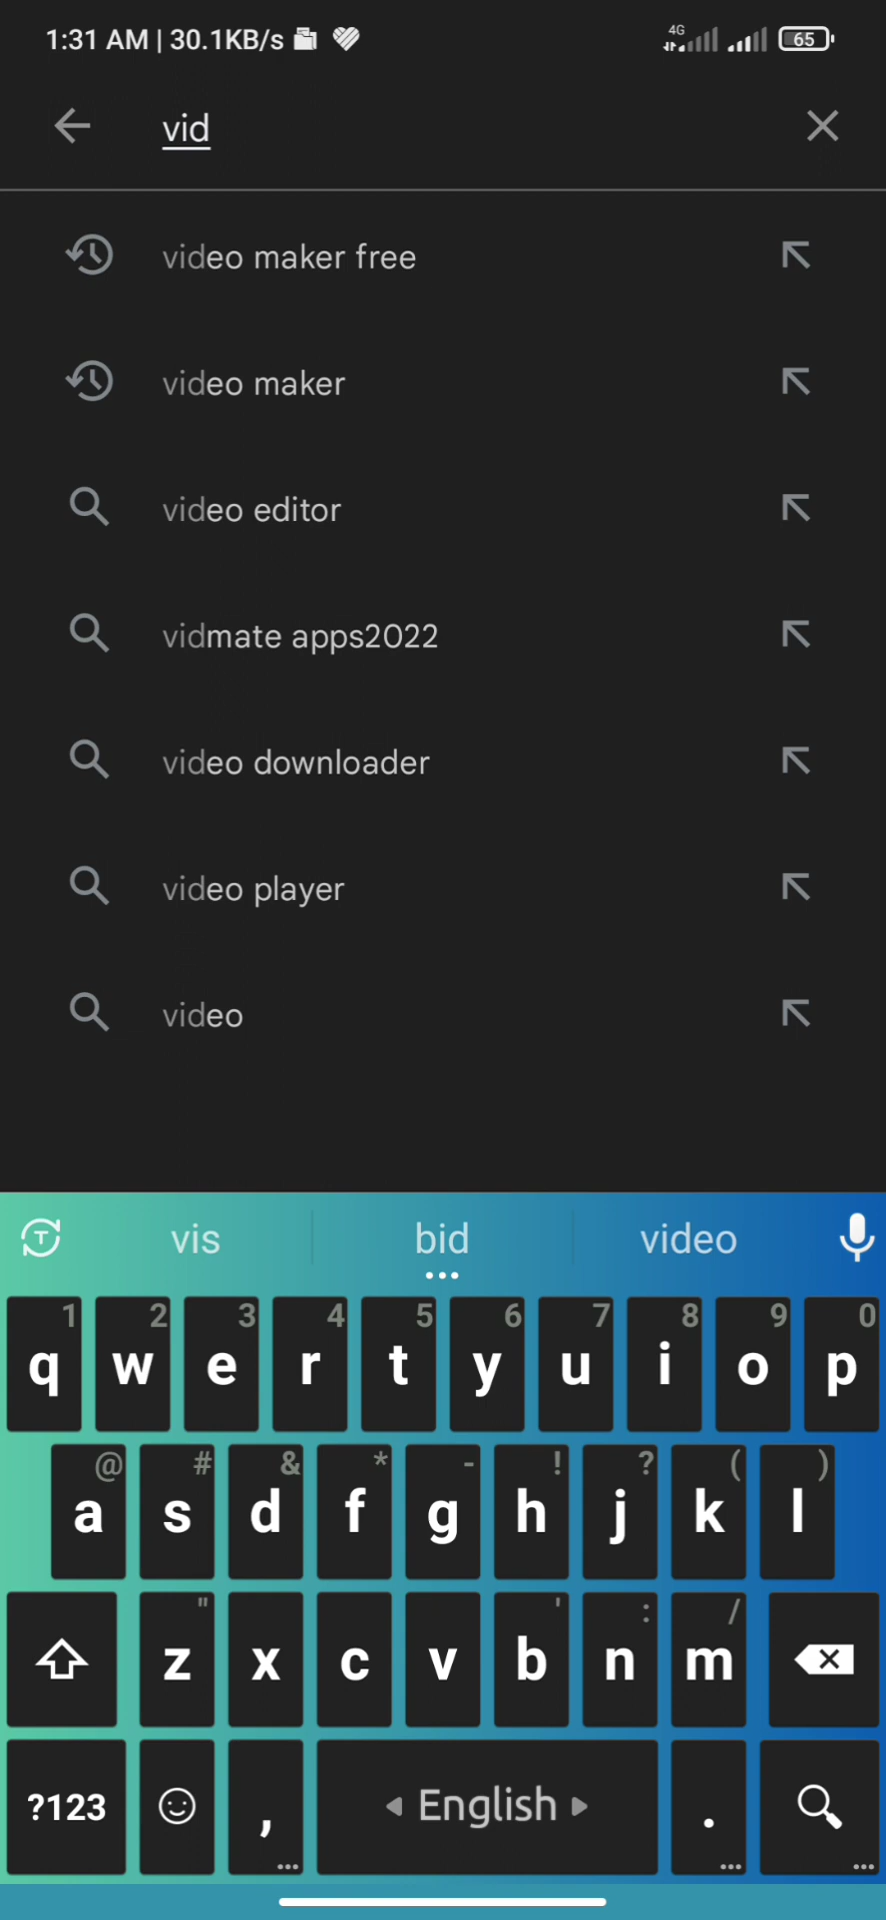 1:31 AM | 30.1KB/s 4G 65
vid
video maker free
video maker
video editor
vidmate apps2022
video downloader
video player
video
T vis bid video
1 2 3 4 5 6 7 8 9 0
q w e r t y u i o p
@ # & * - ! ? ( )
a s d f g h j k l
" ' : /
z x c v b n m
?123 , English .